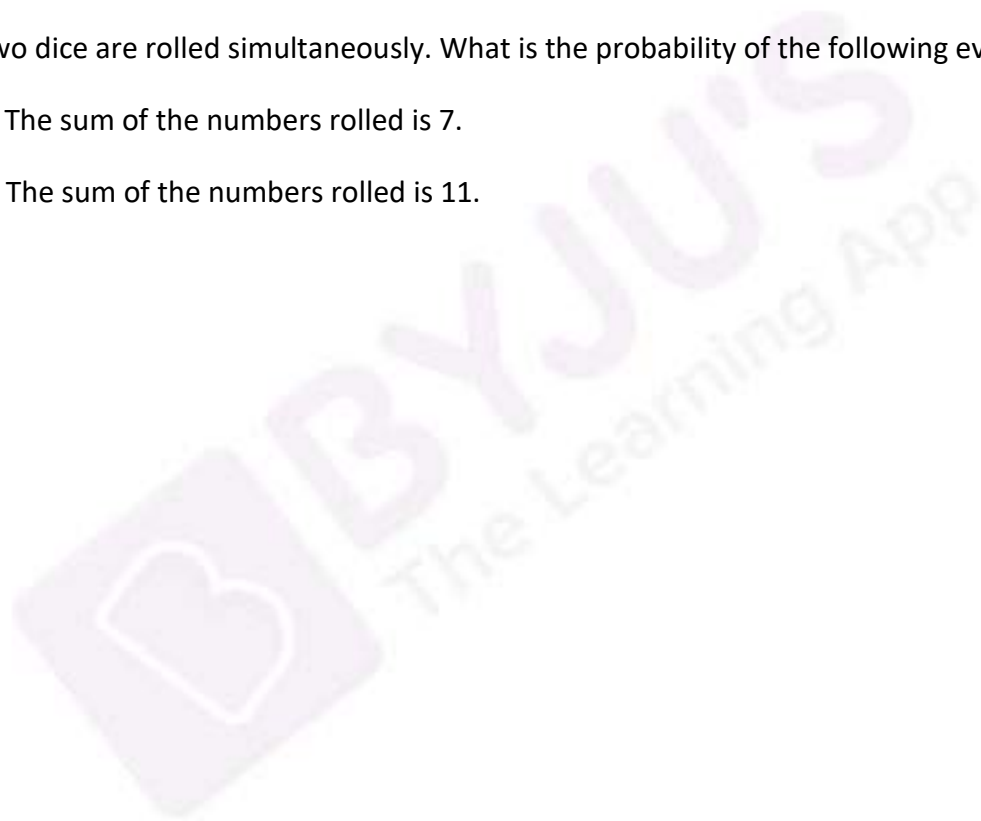 vo dice are rolled simultaneously. What is the probability of the following ev
The sum of the numbers rolled is 7.
The sum of the numbers rolled is 11.
BYJU'S
The Learning App